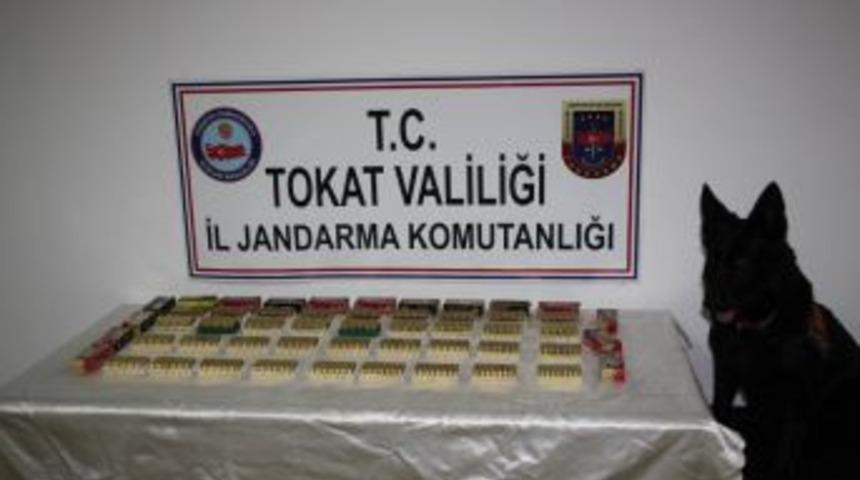 T.C.
TOKAT VALİLİĞİ
İL JANDARMA KOMUTANLIĞI